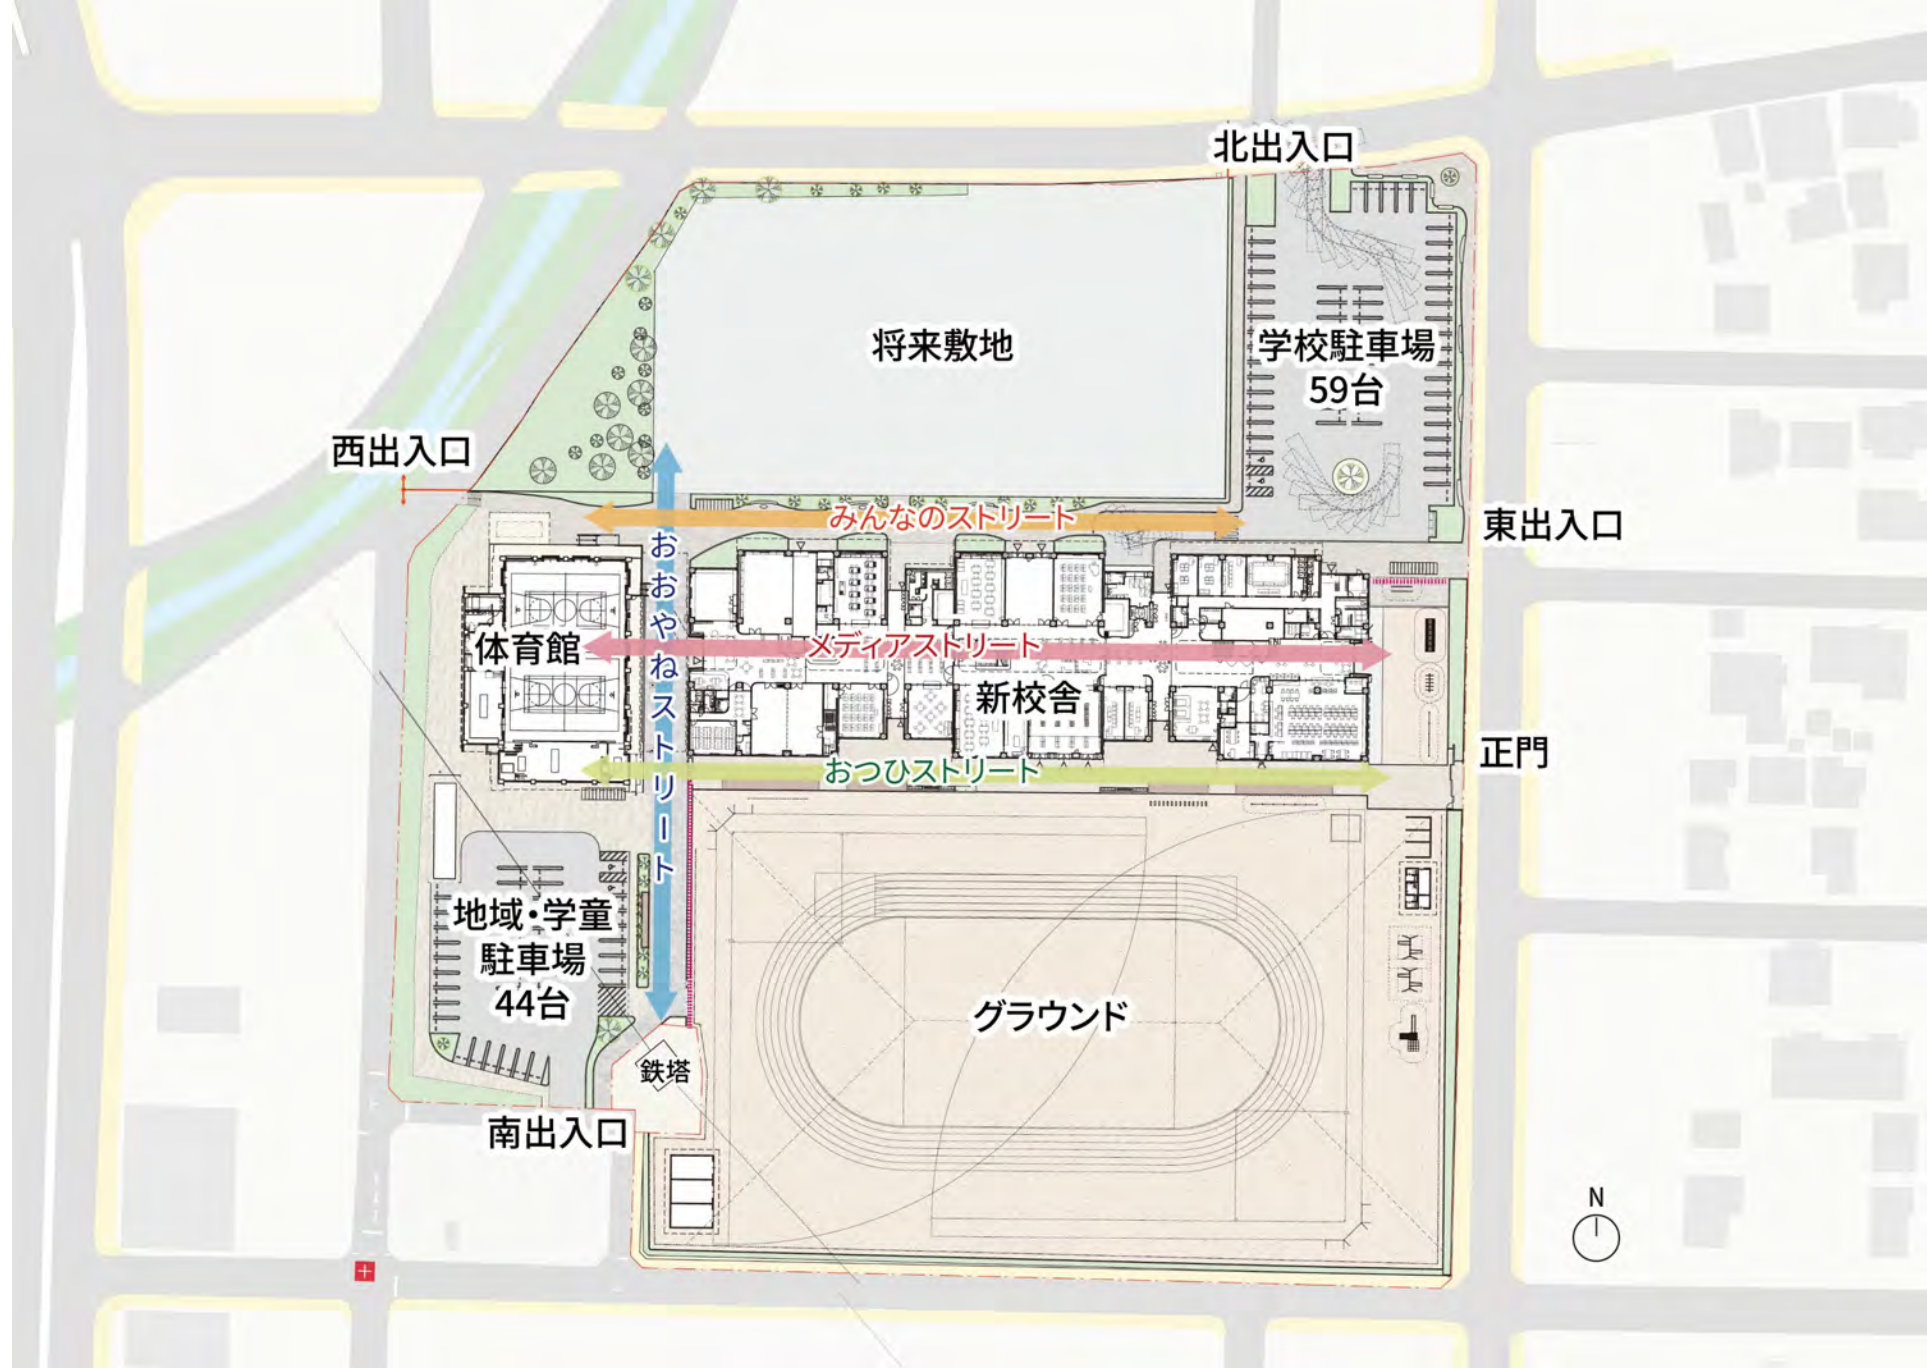 北出入口
将来敷地
学校駐車場
59台
西出入口
みんなのストリート
東出入口
おおやねストリート
体育館
メディアストリート
新校舎
正門
おつひストリート
地域・学童
駐車場
44台
グラウンド
鉄塔
南出入口
N